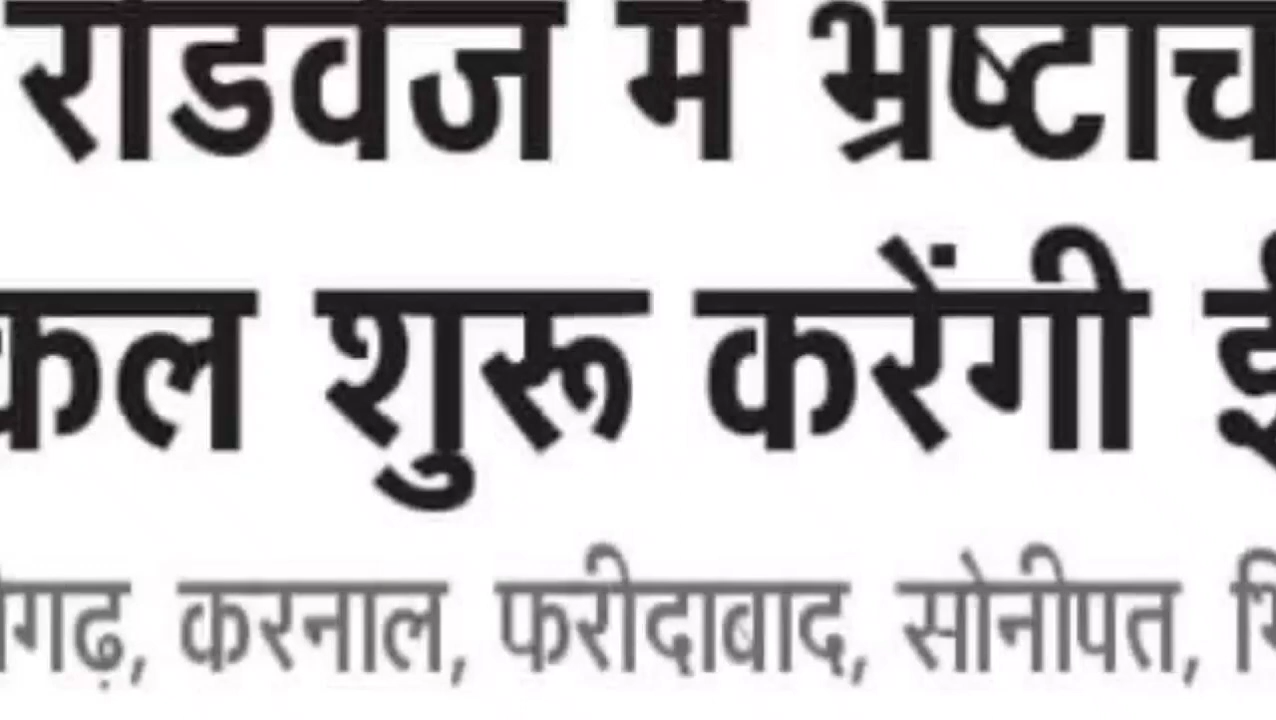 रोडवेज में भ्रष्टाच
कल शुरू करेंगी ई
गढ़, करनाल, फरीदाबाद, सोनीपत,